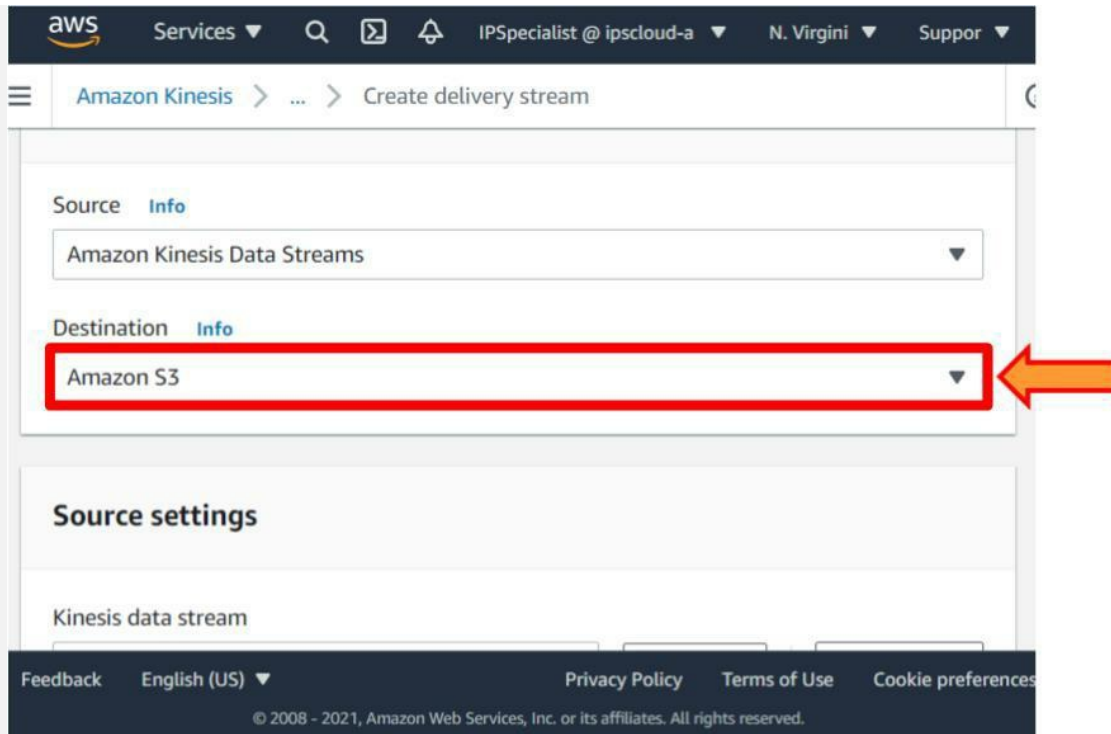 aws Services IPSpecialist @ ipscloud-a N. Virgini Suppor
Amazon Kinesis > ... > Create delivery stream
Source Info
Amazon Kinesis Data Streams
Destination Info
Amazon S3
Source settings
Kinesis data stream
Feedback English (US) Privacy Policy Terms of Use Cookie preferences
© 2008 - 2021, Amazon Web Services, Inc. or its affiliates. All rights reserved.